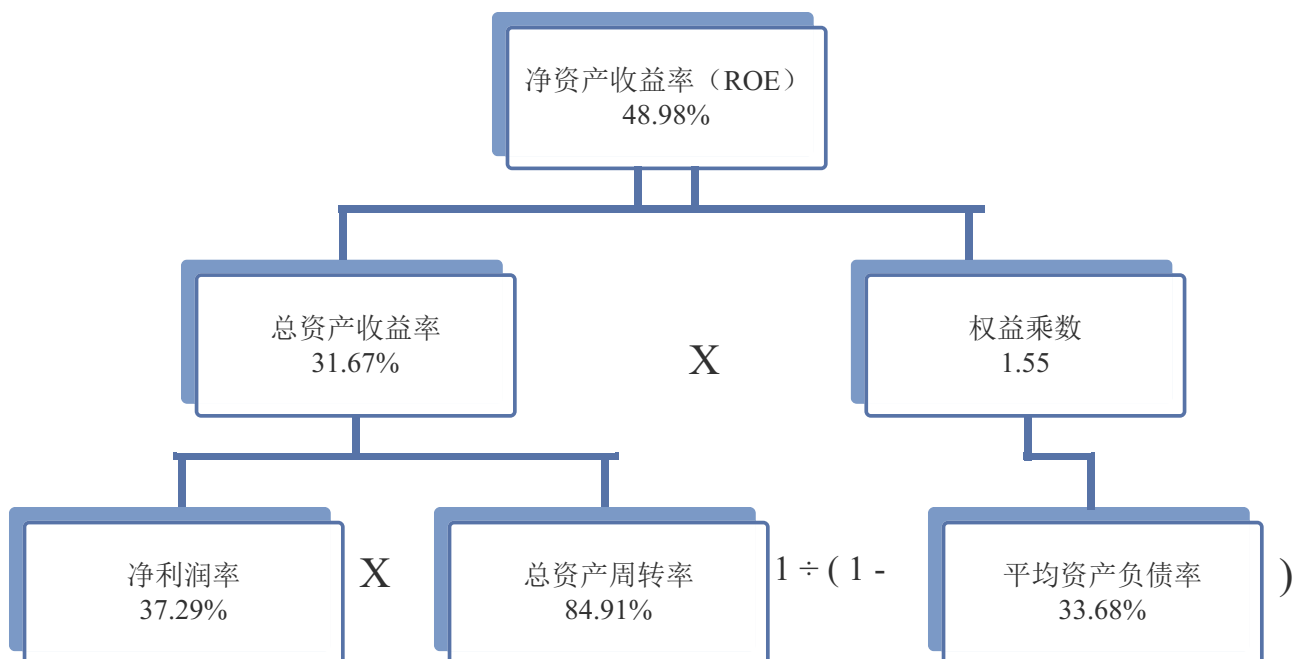 净资产收益率（ROE）
48.98%
总资产收益率
31.67%
X
权益乘数
1.55
净利润率
37.29%
X
总资产周转率
84.91%
1 ÷ ( 1 -
平均资产负债率
33.68%
)